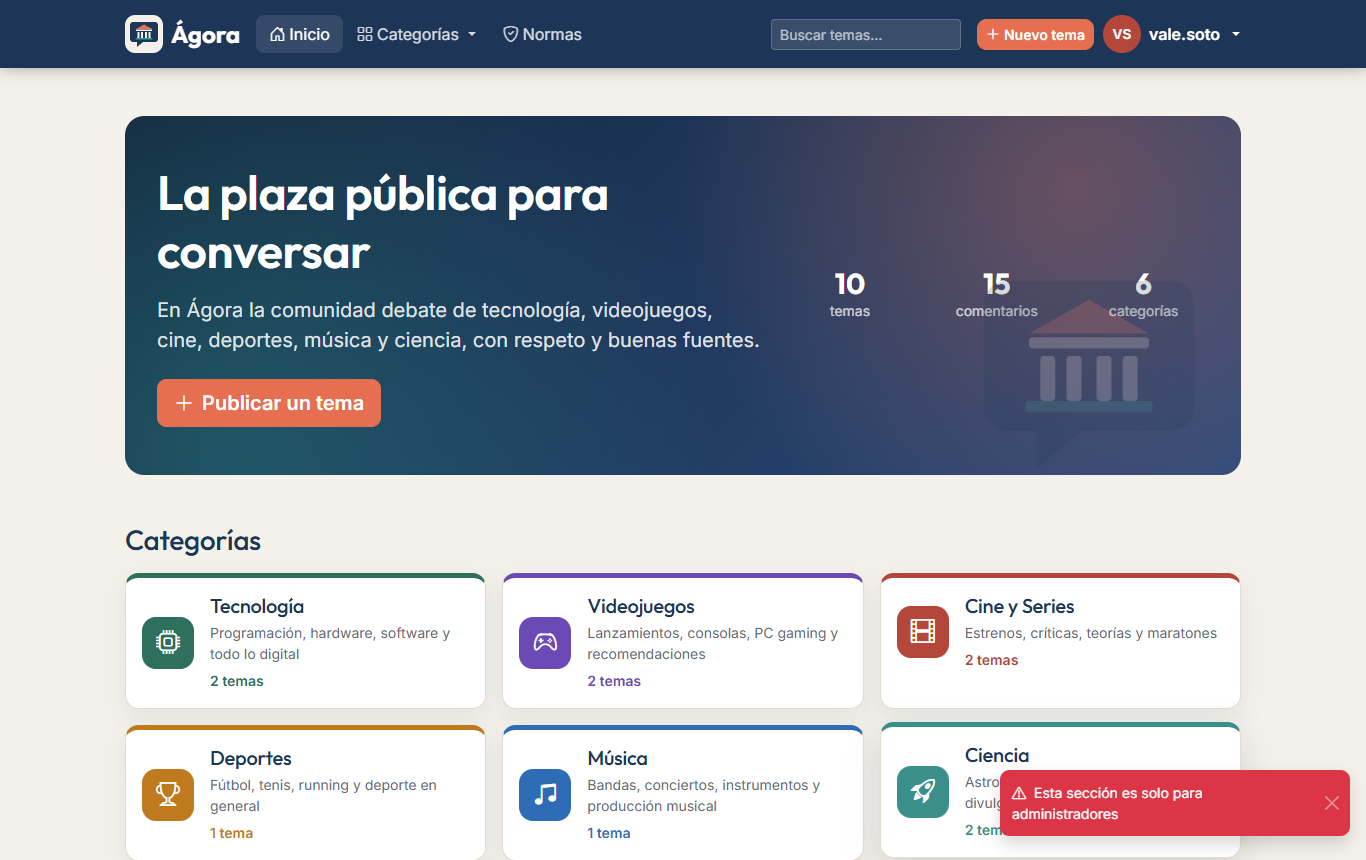 Ágora
Inicio
Categorías
Normas
Buscar temas...
Nuevo tema
VS
vale.soto
La plaza pública para
conversar
En Ágora la comunidad debate de tecnología, videojuegos,
cine, deportes, música y ciencia, con respeto y buenas fuentes.
Publicar un tema
10
temas
15
comentarios
6
categorías
Categorías
Tecnología
Programación, hardware, software y
todo lo digital
2 temas
Videojuegos
Lanzamientos, consolas, PC gaming y
recomendaciones
2 temas
Cine y Series
Estrenos, críticas, teorías y maratones
2 temas
Deportes
Fútbol, tenis, running y deporte en
general
1 tema
Música
Bandas, conciertos, instrumentos y
producción musical
1 tema
Ciencia
2
Esta sección es solo para
administradores